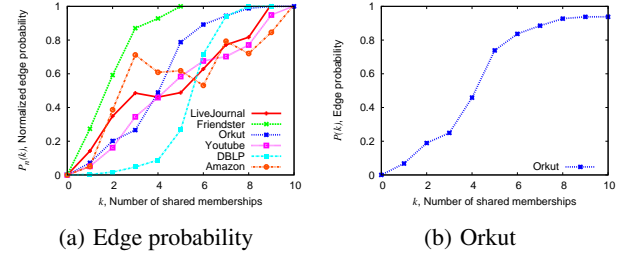 P_n(k), Normalized edge probability
1
0.8
0.6
0.4
0.2
0
0 2 4 6 8 10
k, Number of shared memberships
LiveJournal
Friendster
Orkut
Youtube
DBLP
Amazon
(a) Edge probability
P(k), Edge probability
1
0.8
0.6
0.4
0.2
0
0 2 4 6 8 10
k, Number of shared memberships
Orkut
(b) Orkut